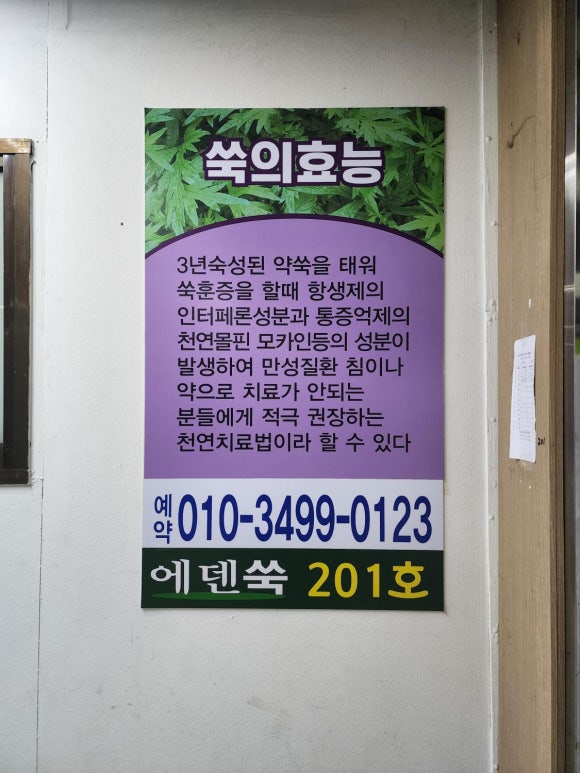 쑥의효능
3년숙성된 약쑥을 태워
쑥훈증을 할때 항생제의
인터페론성분과 통증억제의
천연몰핀 모카인등의 성분이
발생하여 만성질환 침이나
약으로 치료가 안되는
분들에게 적극 권장하는
천연치료법이라 할 수 있다
예약 010-3499-0123
에덴쑥 201호